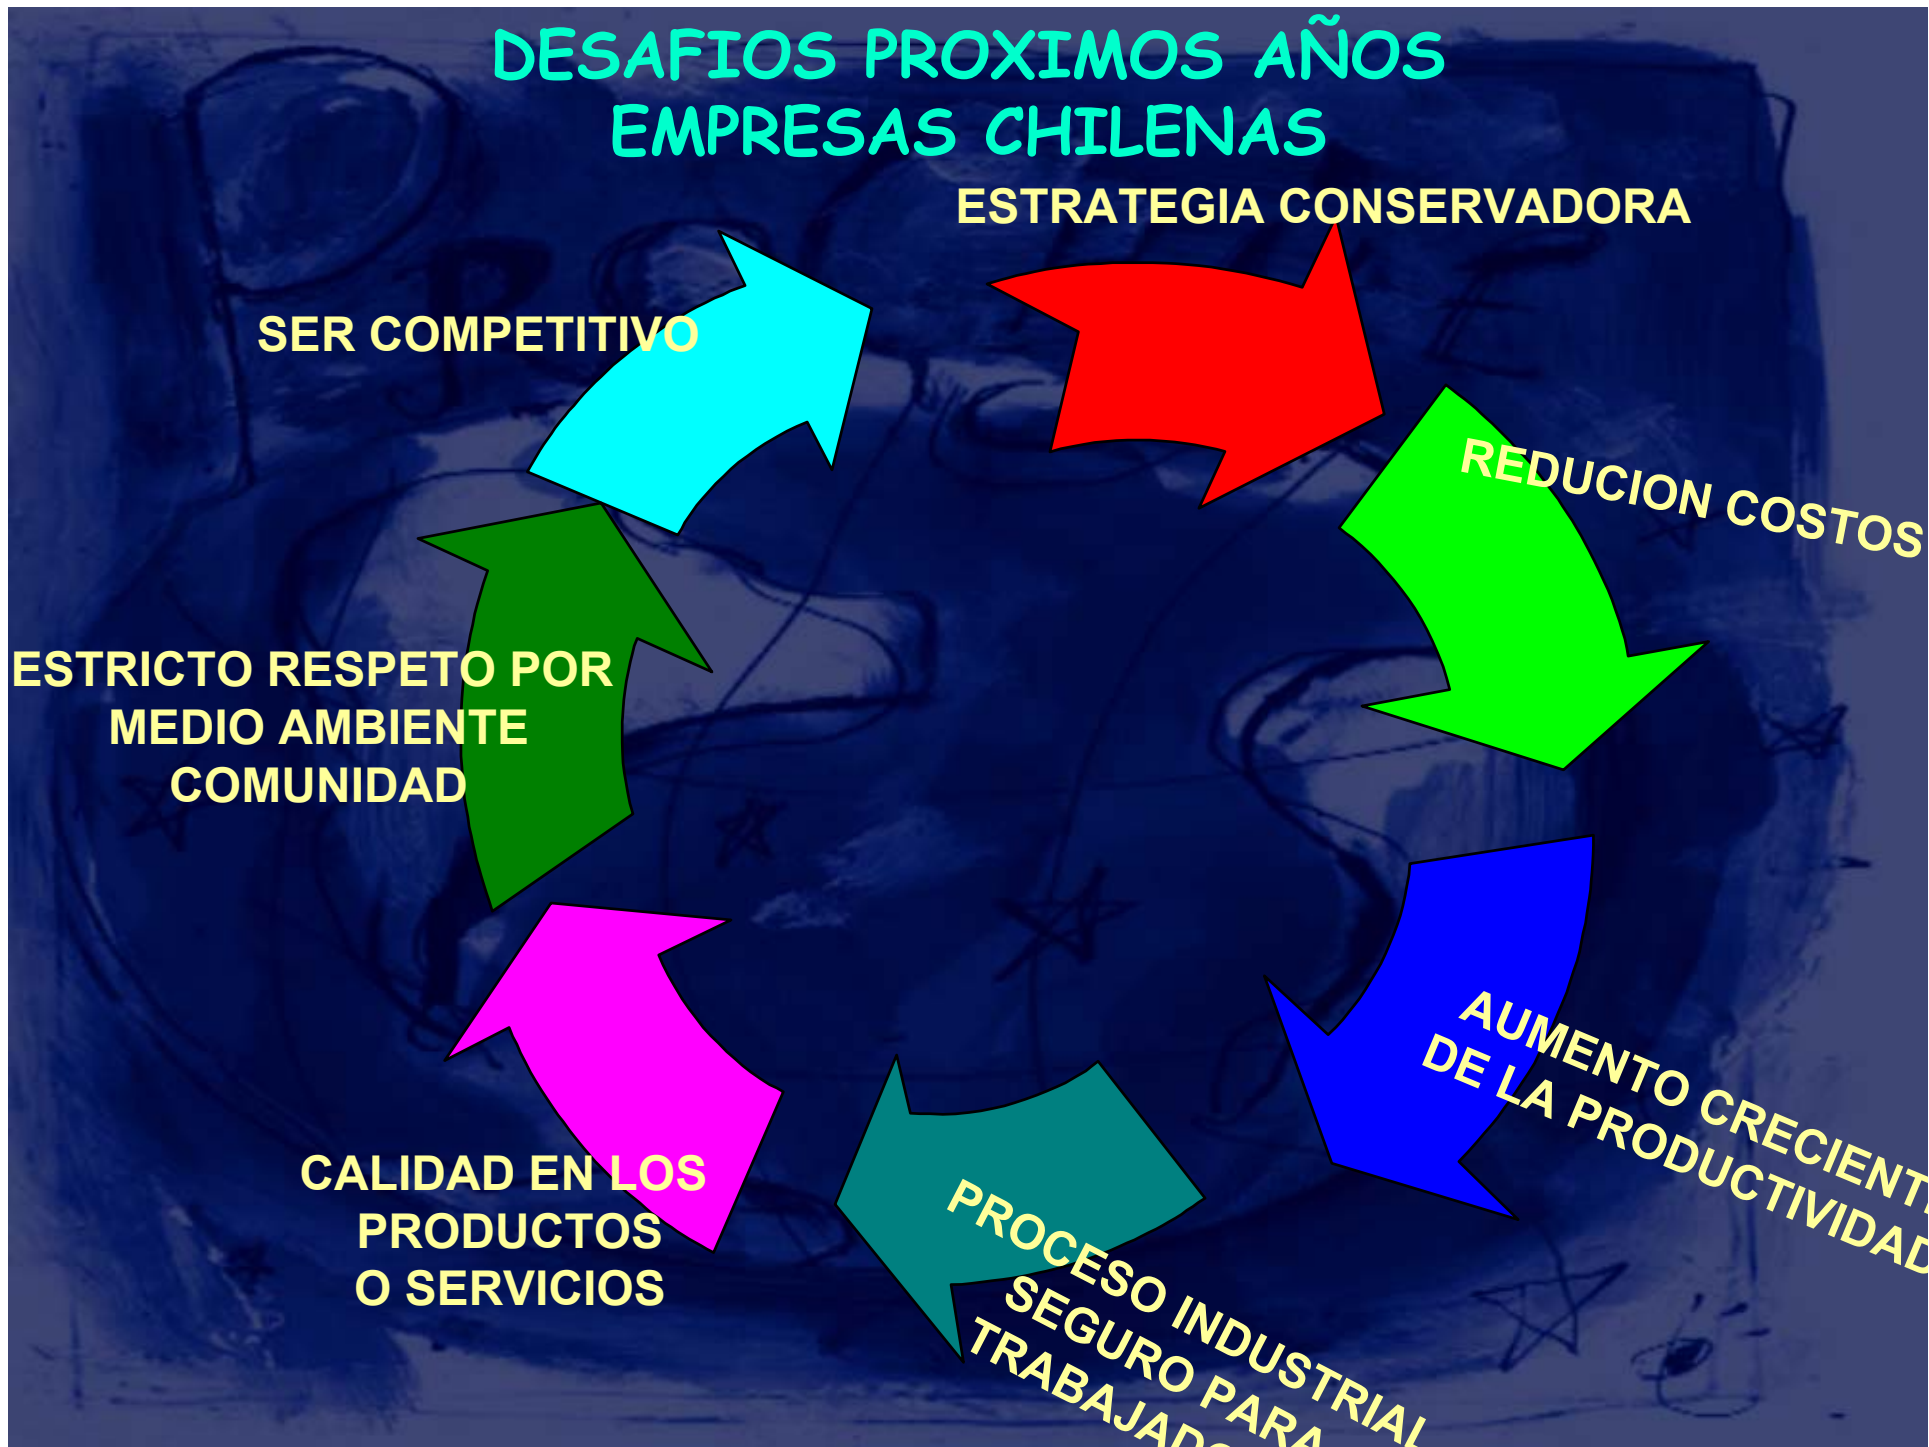 DESAFIOS PROXIMOS AÑOS
EMPRESAS CHILENAS
ESTRATEGIA CONSERVADORA
SER COMPETITIVO
REDUCION COSTOS
ESTRICTO RESPETO POR
MEDIO AMBIENTE
COMUNIDAD
AUMENTO CRECIENT
DE LA PRODUCTIVIDAD
CALIDAD EN LOS
PRODUCTOS
O SERVICIOS
PROCESO INDUSTRIAL
SEGURO PARA